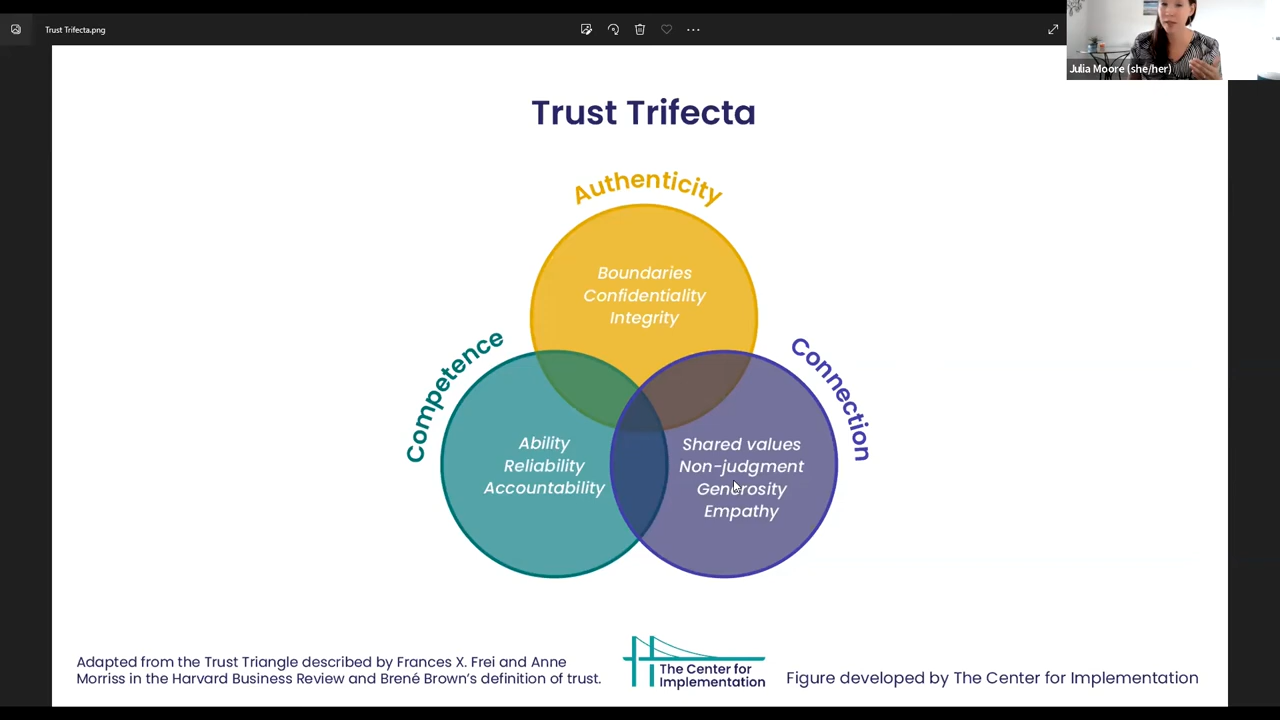 Trust Trifecta.png
Julia Moore (she/her)
Trust Trifecta
Authenticity
Boundaries
Confidentiality
Integrity
Competence
Ability
Reliability
Accountability
Connection
Shared values
Non-judgment
Generosity
Empathy
Adapted from the Trust Triangle described by Frances X. Frei and Anne
Morriss in the Harvard Business Review and Brené Brown's definition of trust.
The Center for
Implementation
Figure developed by The Center for Implementation